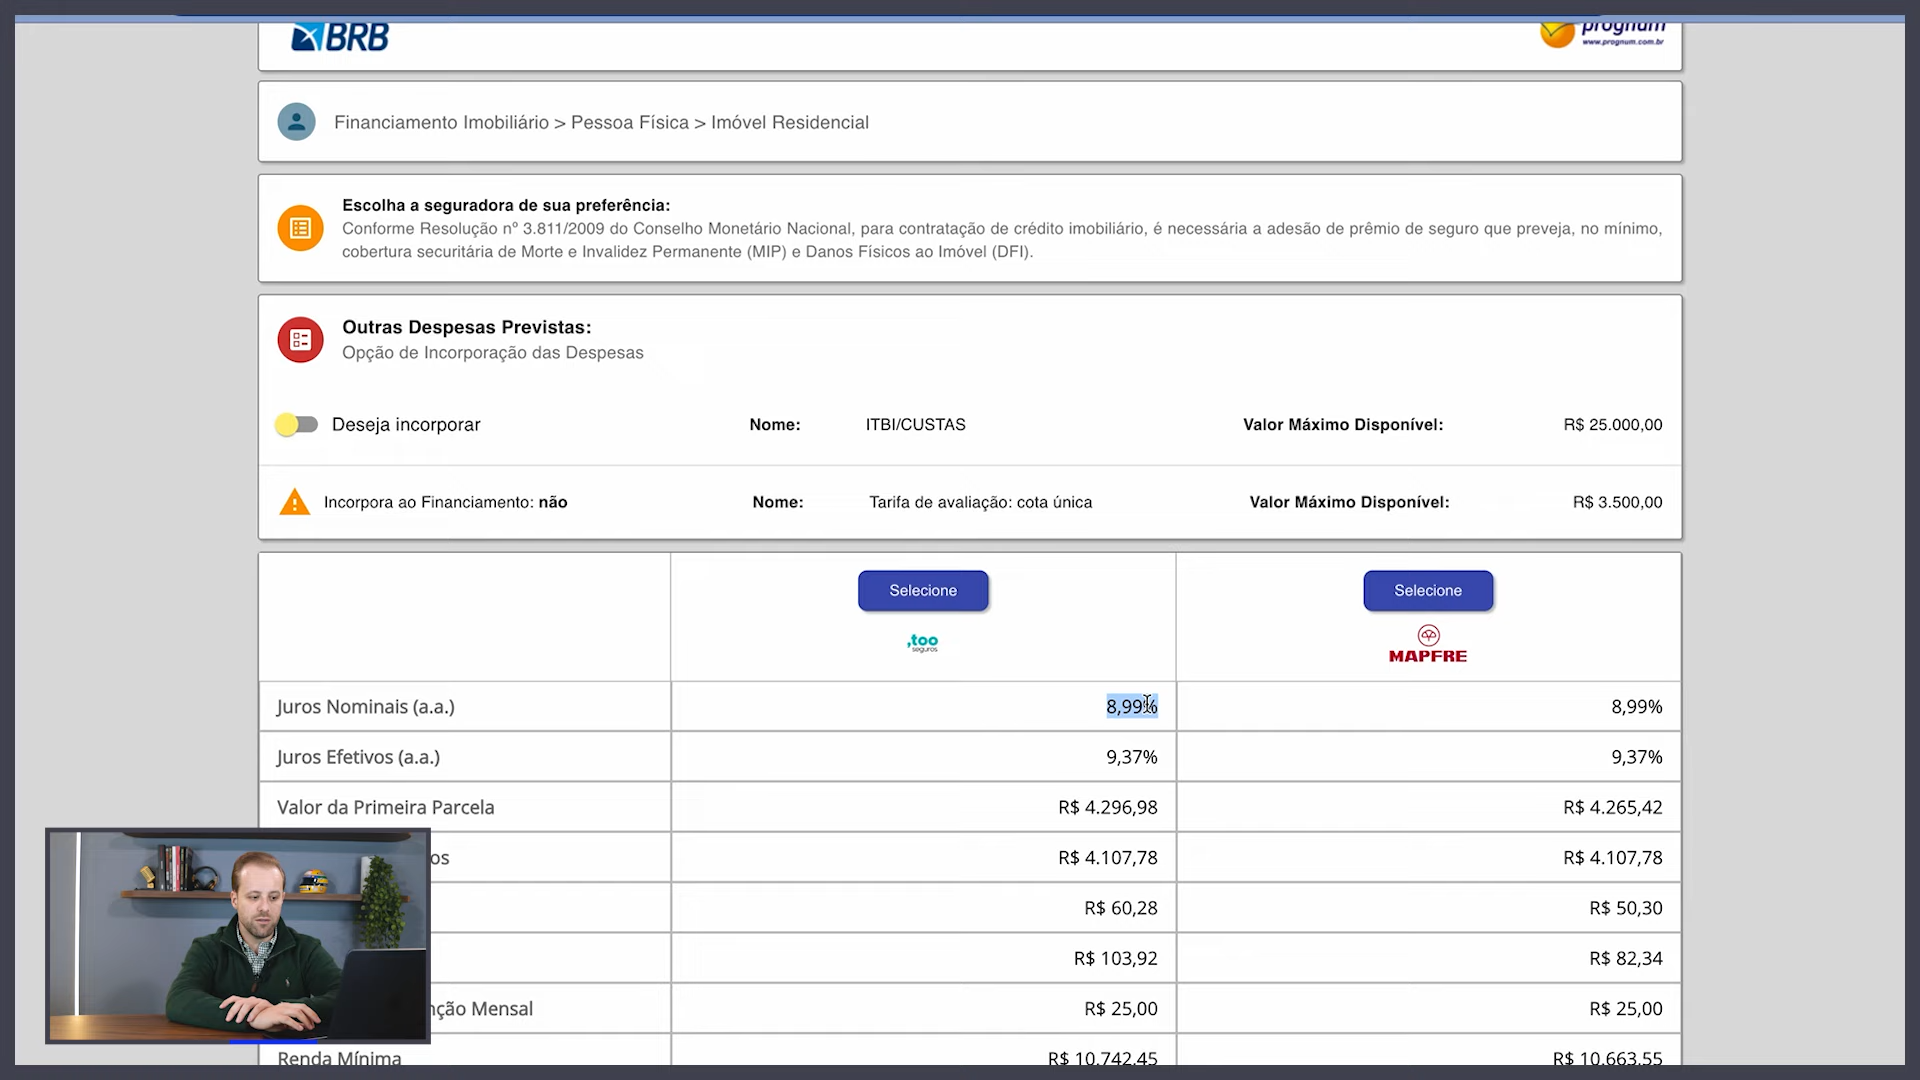 BRB
prognum
www.prognum.com.br
Financiamento Imobiliário > Pessoa Física > Imóvel Residencial
Escolha a seguradora de sua preferência:
Conforme Resolução nº 3.811/2009 do Conselho Monetário Nacional, para contratação de crédito imobiliário, é necessária a adesão de prêmio de seguro que preveja, no mínimo,
cobertura securitária de Morte e Invalidez Permanente (MIP) e Danos Físicos ao Imóvel (DFI).
Outras Despesas Previstas:
Opção de Incorporação das Despesas
Deseja incorporar Nome: ITBI/CUSTAS Valor Máximo Disponível: R$ 25.000,00
Incorpora ao Financiamento: não Nome: Tarifa de avaliação: cota única Valor Máximo Disponível: R$ 3.500,00
Selecione Selecione
,too seguros MAPFRE
Juros Nominais (a.a.) 8,99% 8,99%
Juros Efetivos (a.a.) 9,37% 9,37%
Valor da Primeira Parcela R$ 4.296,98 R$ 4.265,42
os R$ 4.107,78 R$ 4.107,78
R$ 60,28 R$ 50,30
R$ 103,92 R$ 82,34
nção Mensal R$ 25,00 R$ 25,00
Renda Mínima R$ 10.742,45 R$ 10.663,55